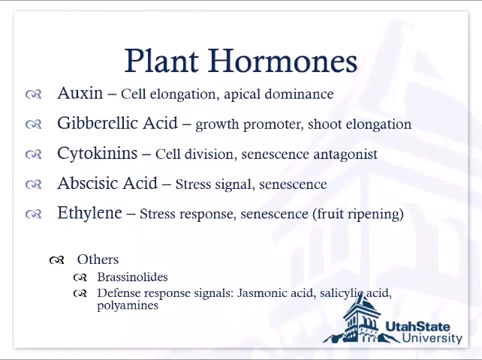 Plant Hormones
Auxin – Cell elongation, apical dominance
Gibberellic Acid – growth promoter, shoot elongation
Cytokinins – Cell division, senescence antagonist
Abscisic Acid – Stress signal, senescence
Ethylene – Stress response, senescence (fruit ripening)
Others
Brassinolides
Defense response signals: Jasmonic acid, salicylic acid,
polyamines
UtahState
University